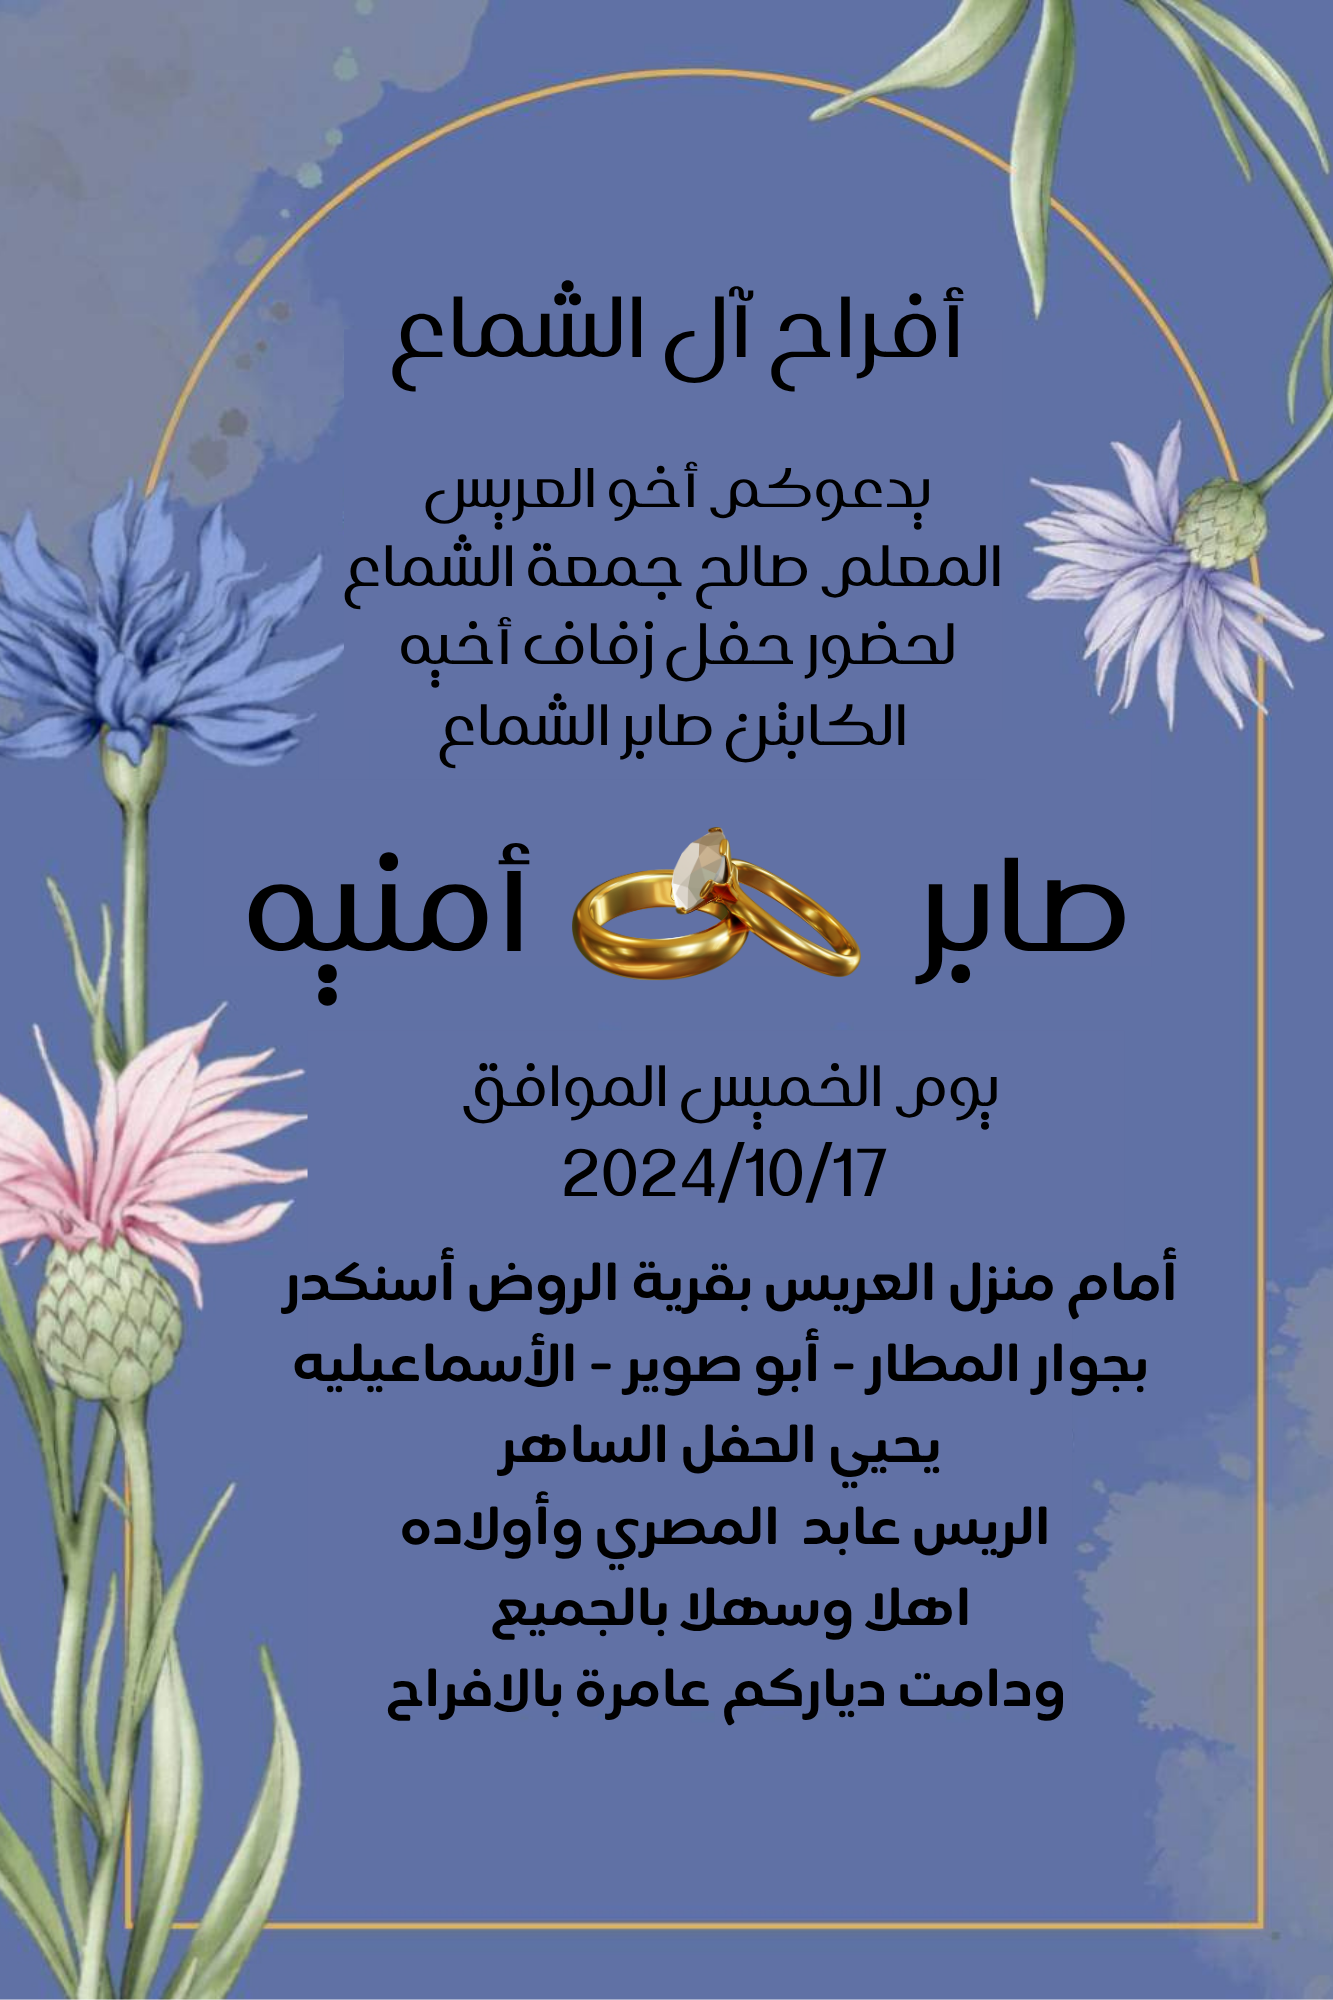 أفراح آل الشماع
يدعوكم أخو العريس
المعلم صالح جمعة الشماع
لحضور حفل زفاف أخيه
الكابتن صابر الشماع
صابر أمنيه
يوم الخميس الموافق
2024/10/17
أمام منزل العريس بقرية الروض أسنكدر
بجوار المطار - أبو صوير - الأسماعيليه
يحيي الحفل الساهر
الريس عابد المصري وأولاده
اهلا وسهلا بالجميع
ودامت دياركم عامرة بالافراح